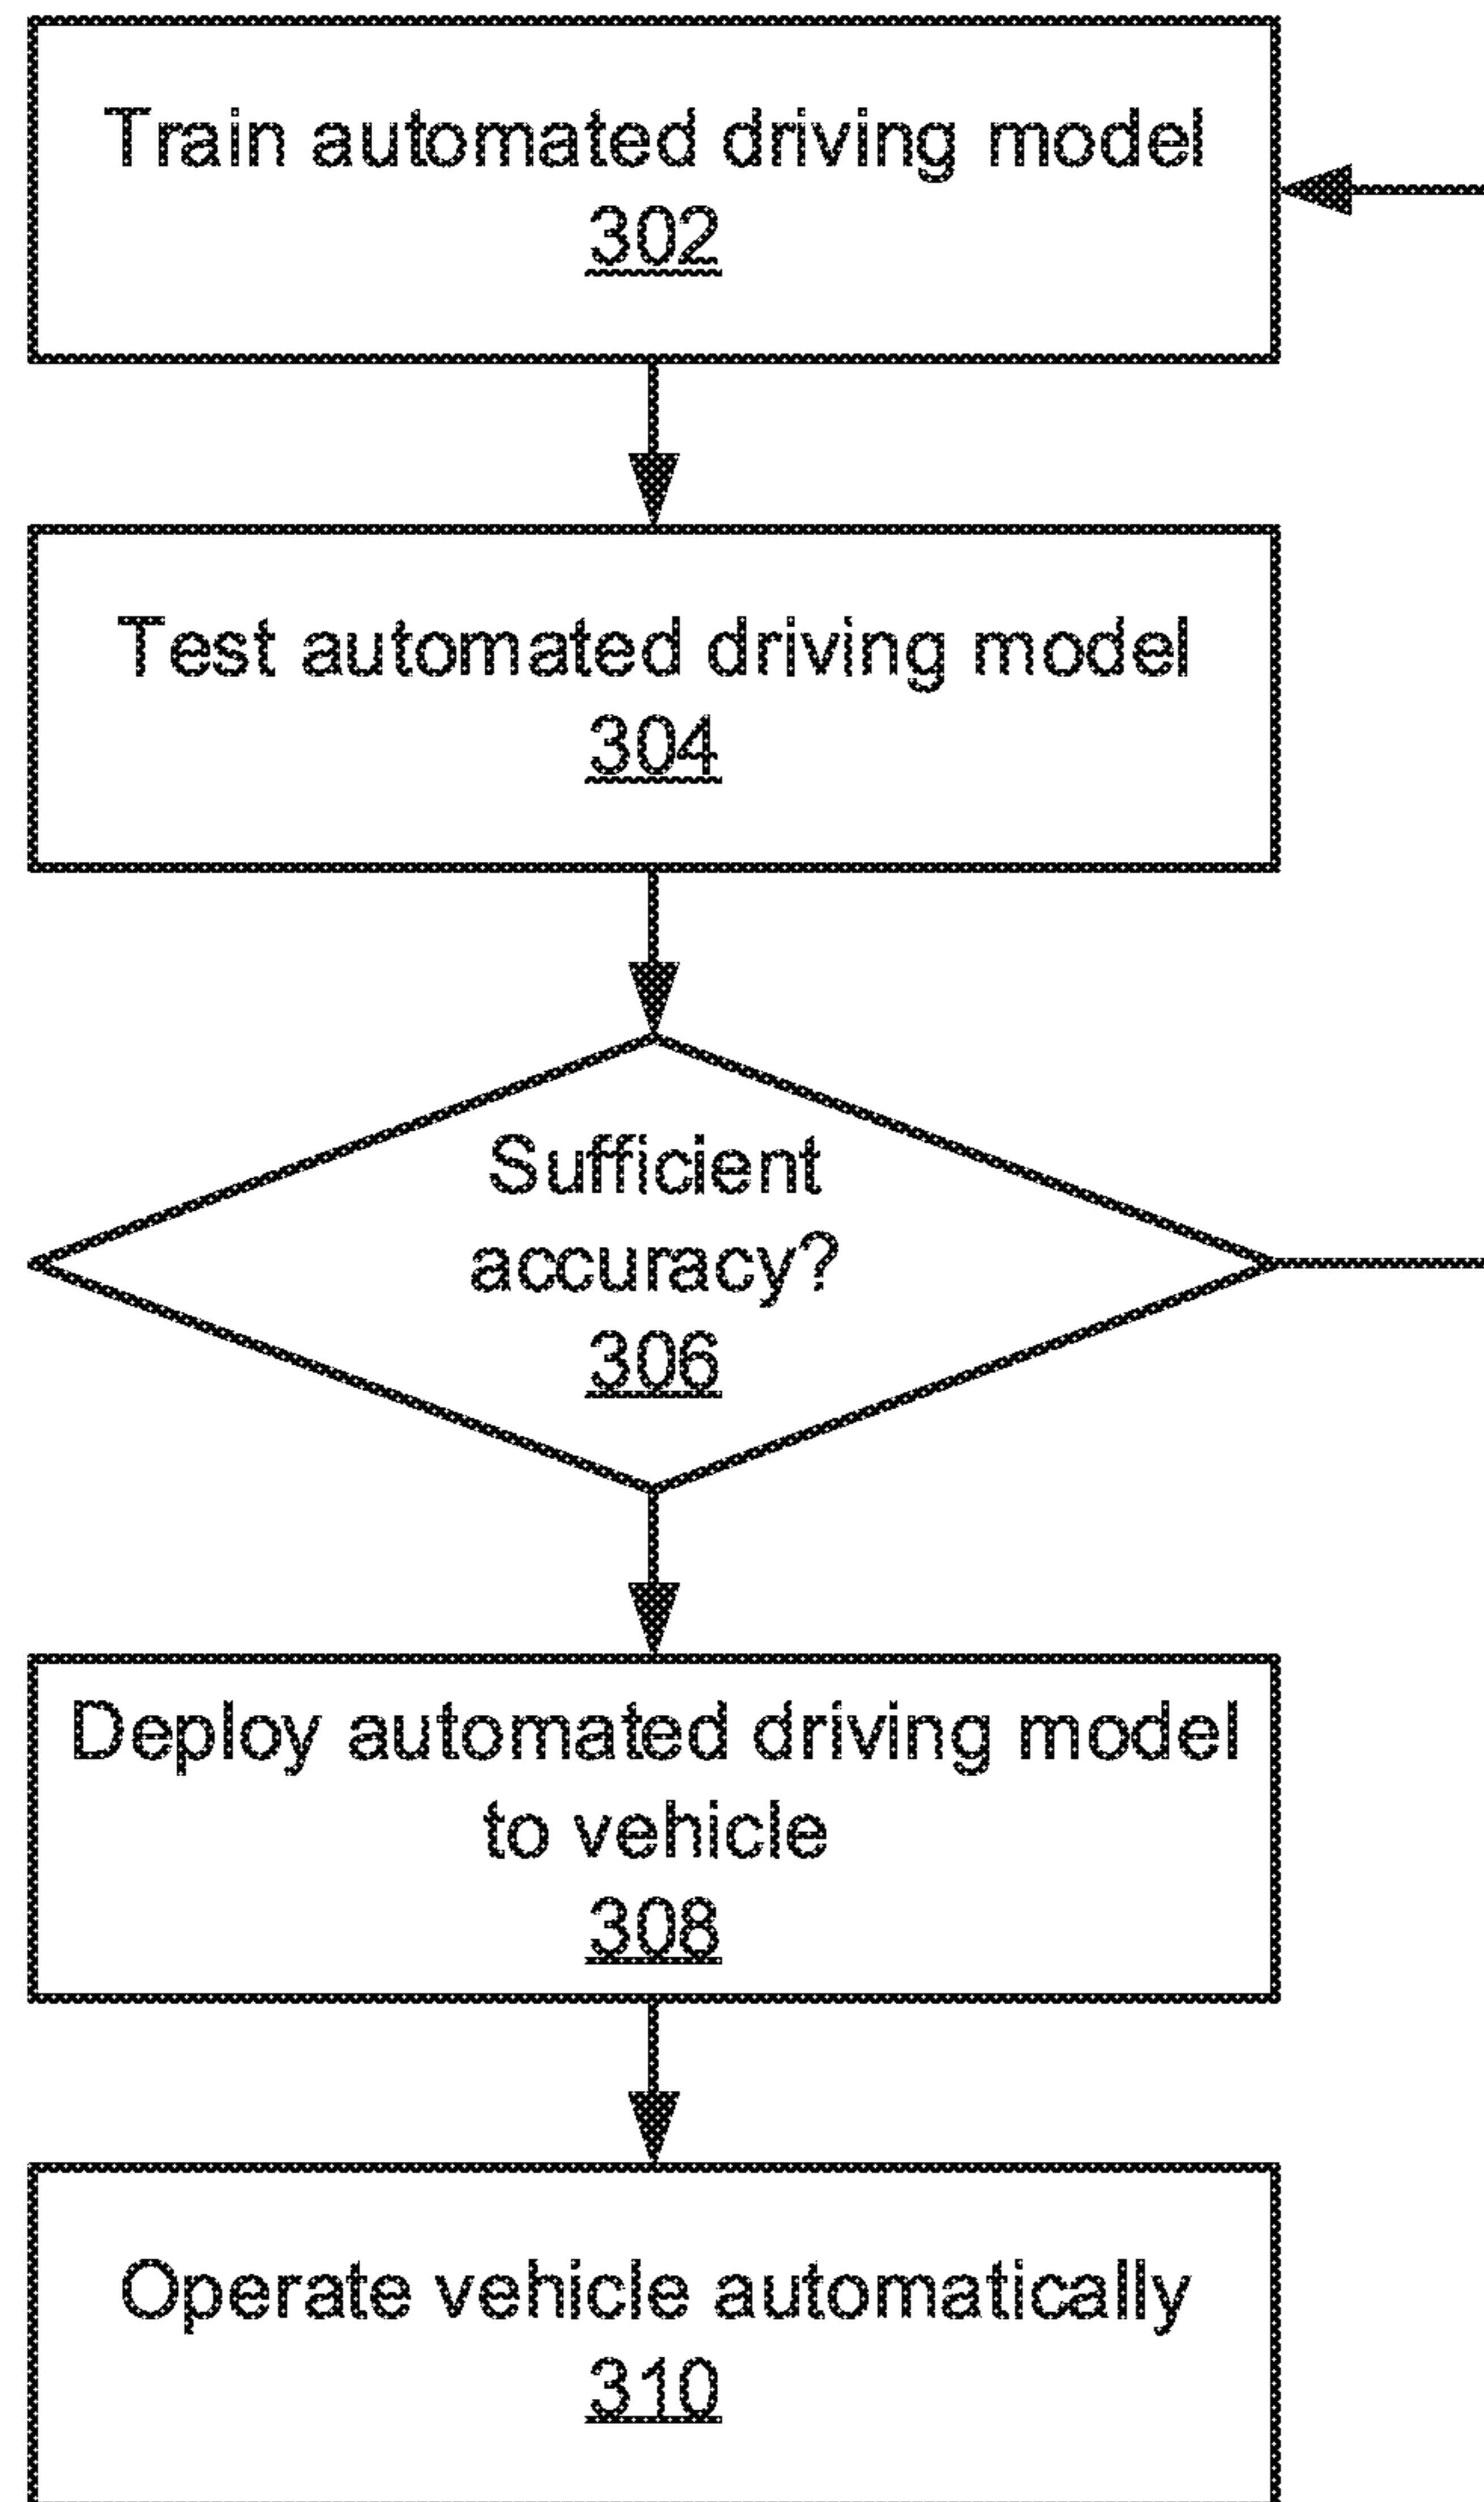 Train automated driving model
302
Test automated driving model
304
Sufficient
accuracy?
306
Deploy automated driving model
to vehicle
308
Operate vehicle automatically
310